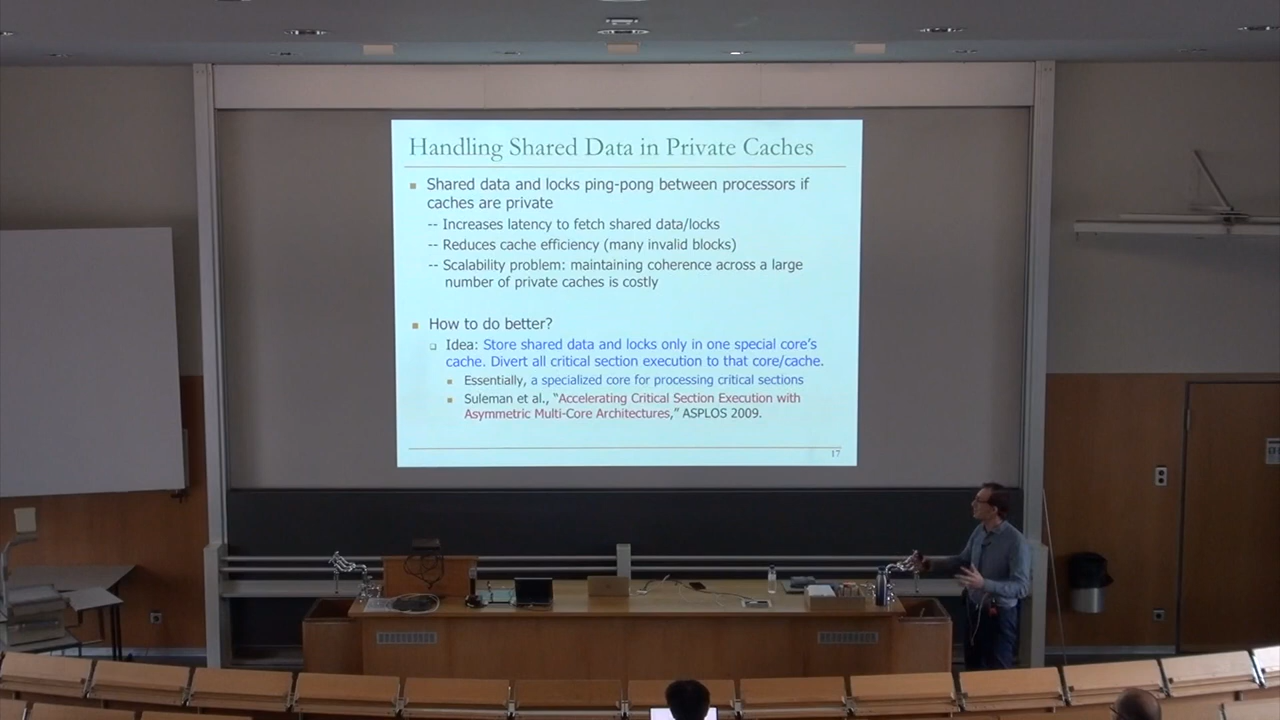 Handling Shared Data in Private Caches
▪ Shared data and locks ping-pong between processors if
caches are private
-- Increases latency to fetch shared data/locks
-- Reduces cache efficiency (many invalid blocks)
-- Scalability problem: maintaining coherence across a large
number of private caches is costly
▪ How to do better?
❑ Idea: Store shared data and locks only in one special core's
cache. Divert all critical section execution to that core/cache.
▪ Essentially, a specialized core for processing critical sections
▪ Suleman et al., “Accelerating Critical Section Execution with
Asymmetric Multi-Core Architectures,” ASPLOS 2009.
17